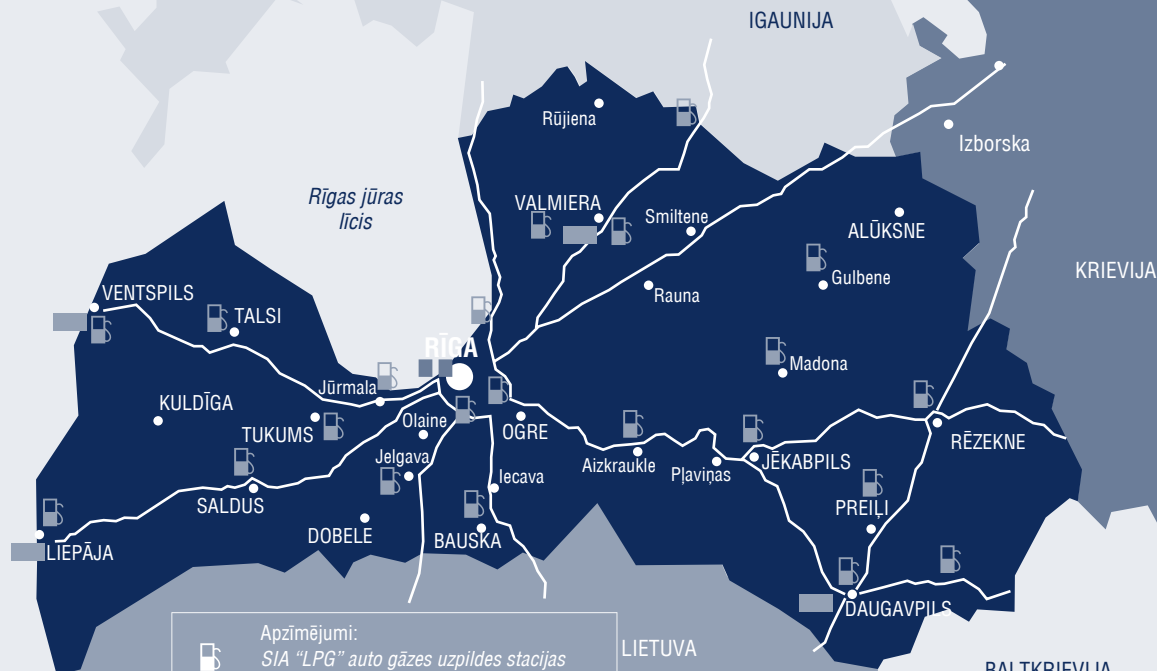 IGAUNIJA
Rūjiena
Izborska
Rīgas jūras
līcis
VALMIERA
Smiltene
ALŪKSNE
KRIEVIJA
Gulbene
VENTSPILS
Rauna
TALSI
RĪGA
Madona
Jūrmala
KULDĪGA
TUKUMS
Olaine
OGRE
RĒZEKNE
Jelgava
Aizkraukle
Pļaviņas
JĒKABPILS
Iecava
SALDUS
PREIĻI
DOBELE
BAUSKA
LIEPĀJA
DAUGAVPILS
Apzīmējumi:
SIA "LPG" auto gāzes uzpildes stacijas
LIETUVA
BALTKRIEVIJA